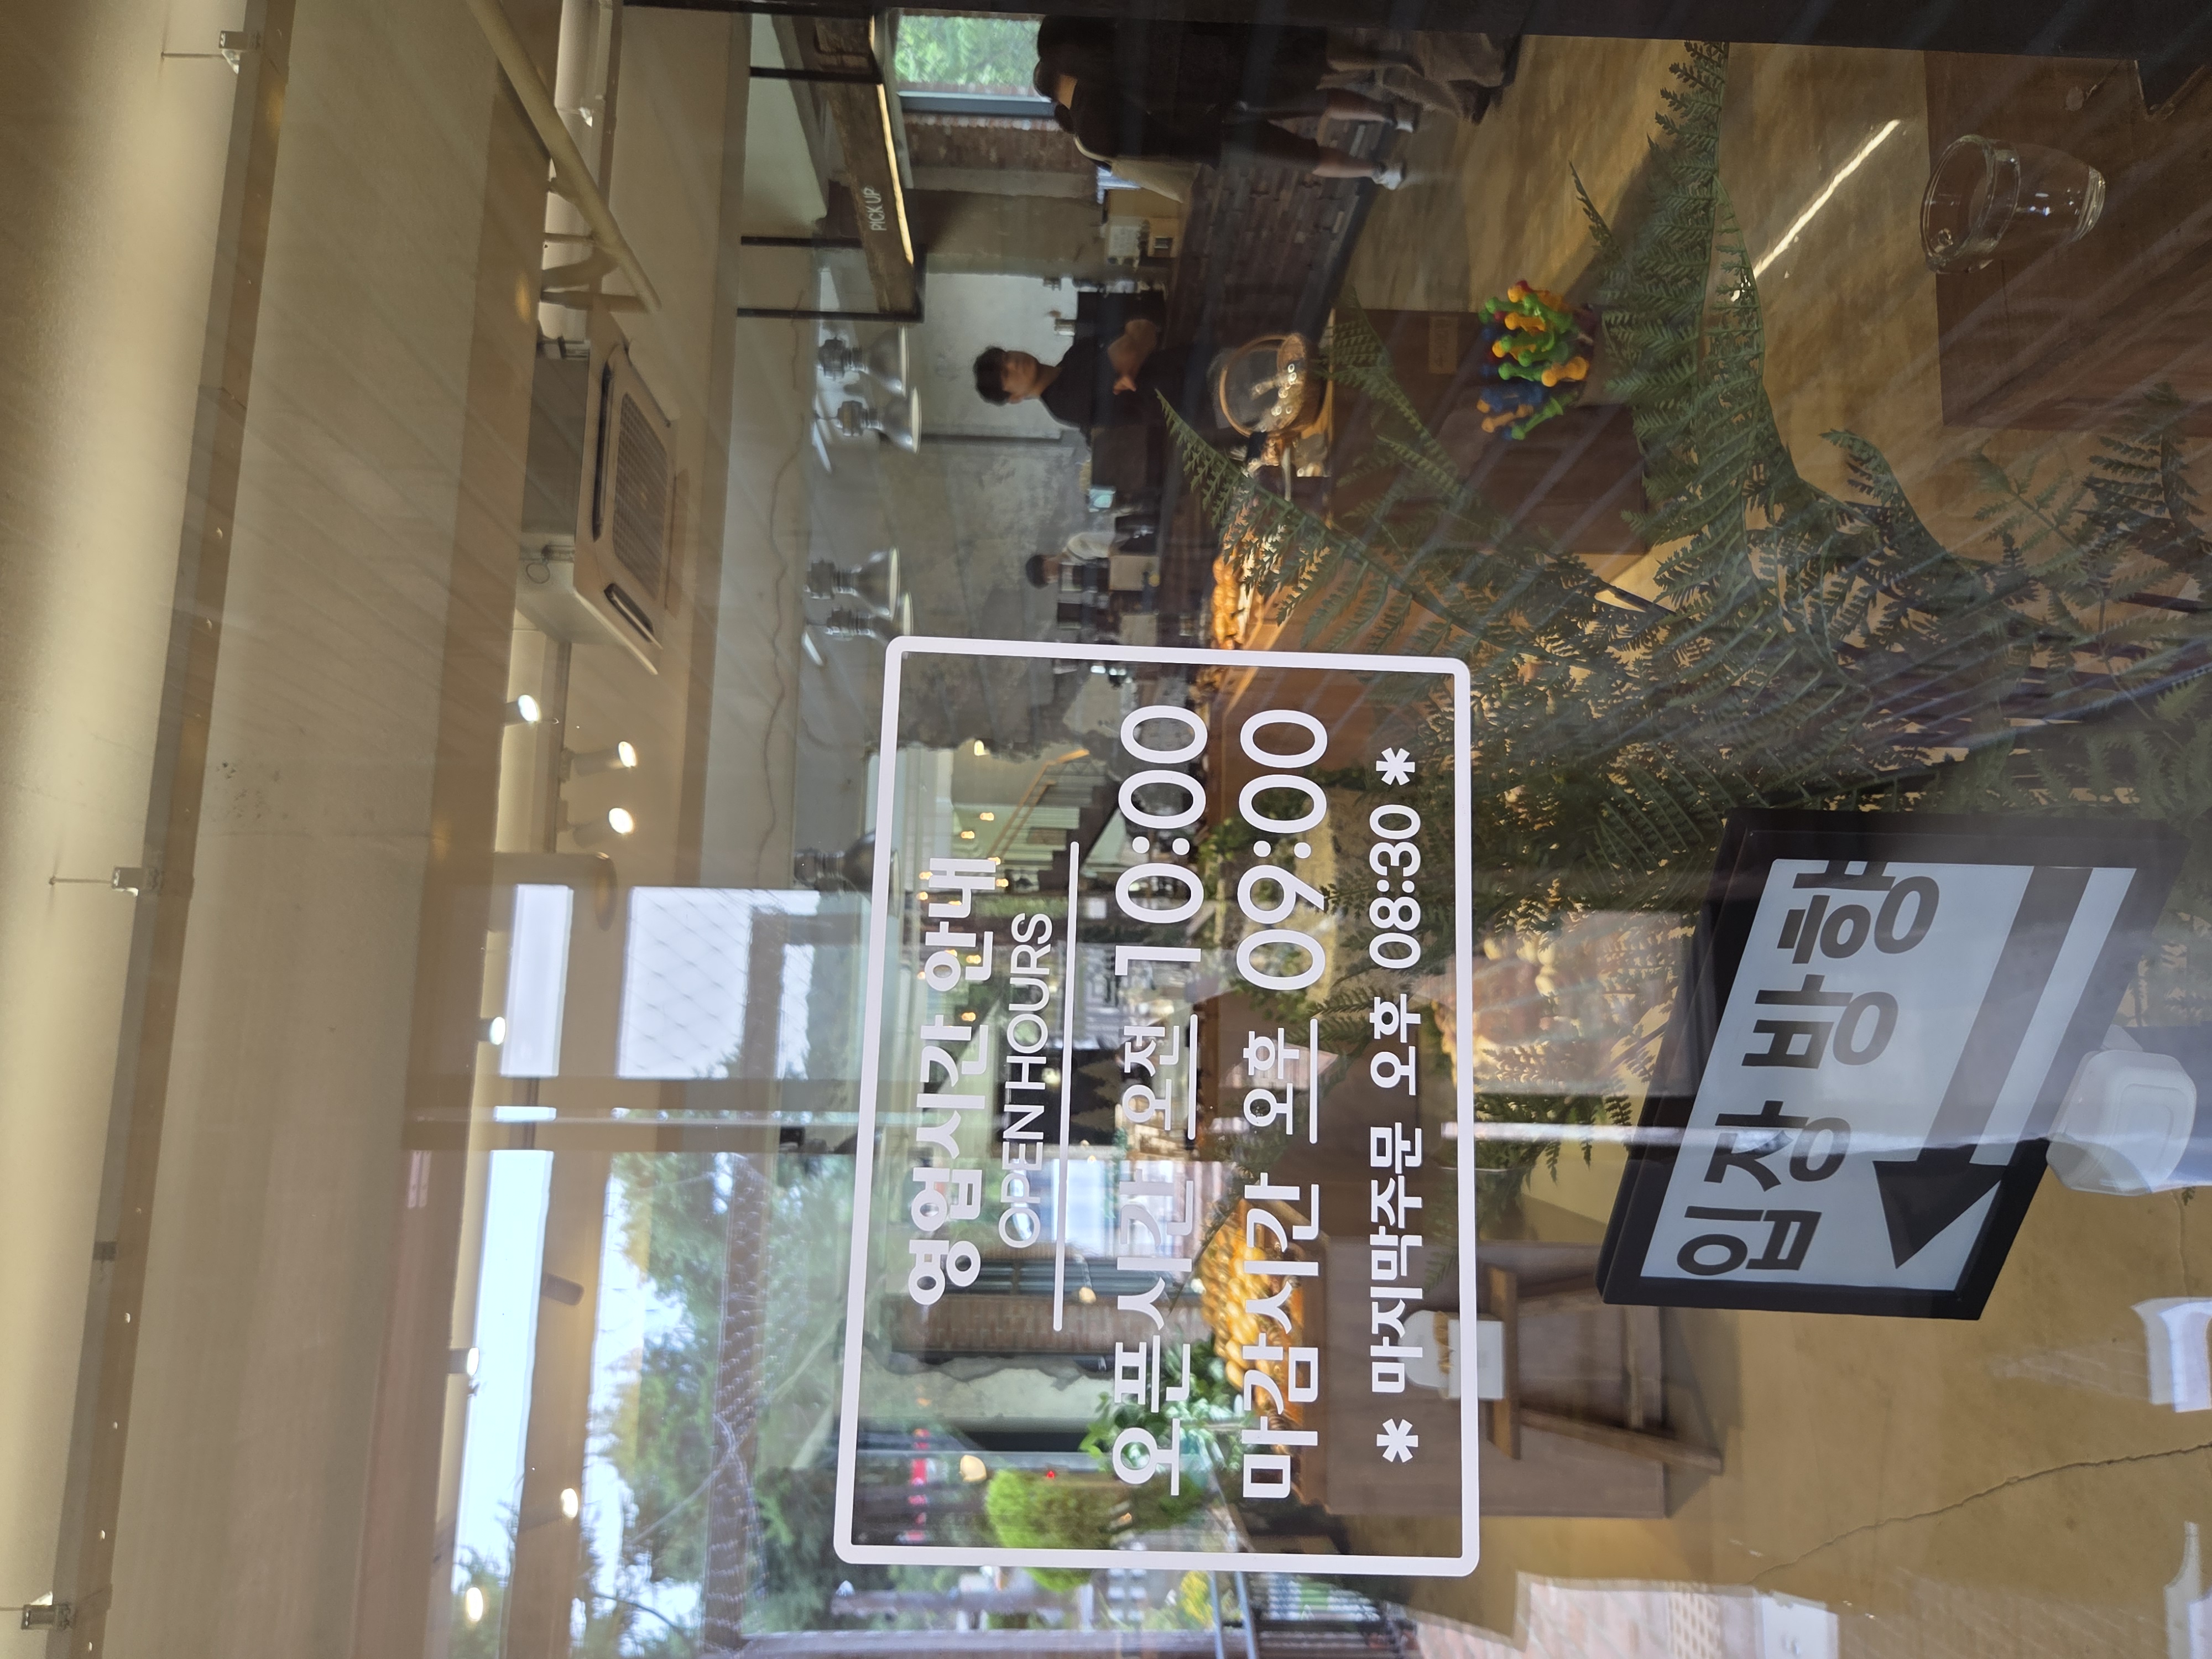 PICK UP
영업시간 안내
OPEN HOURS
오픈시간 오전 10:00
마감시간 오후 09:00
* 마지막주문 오후 08:30 *
입장 방향